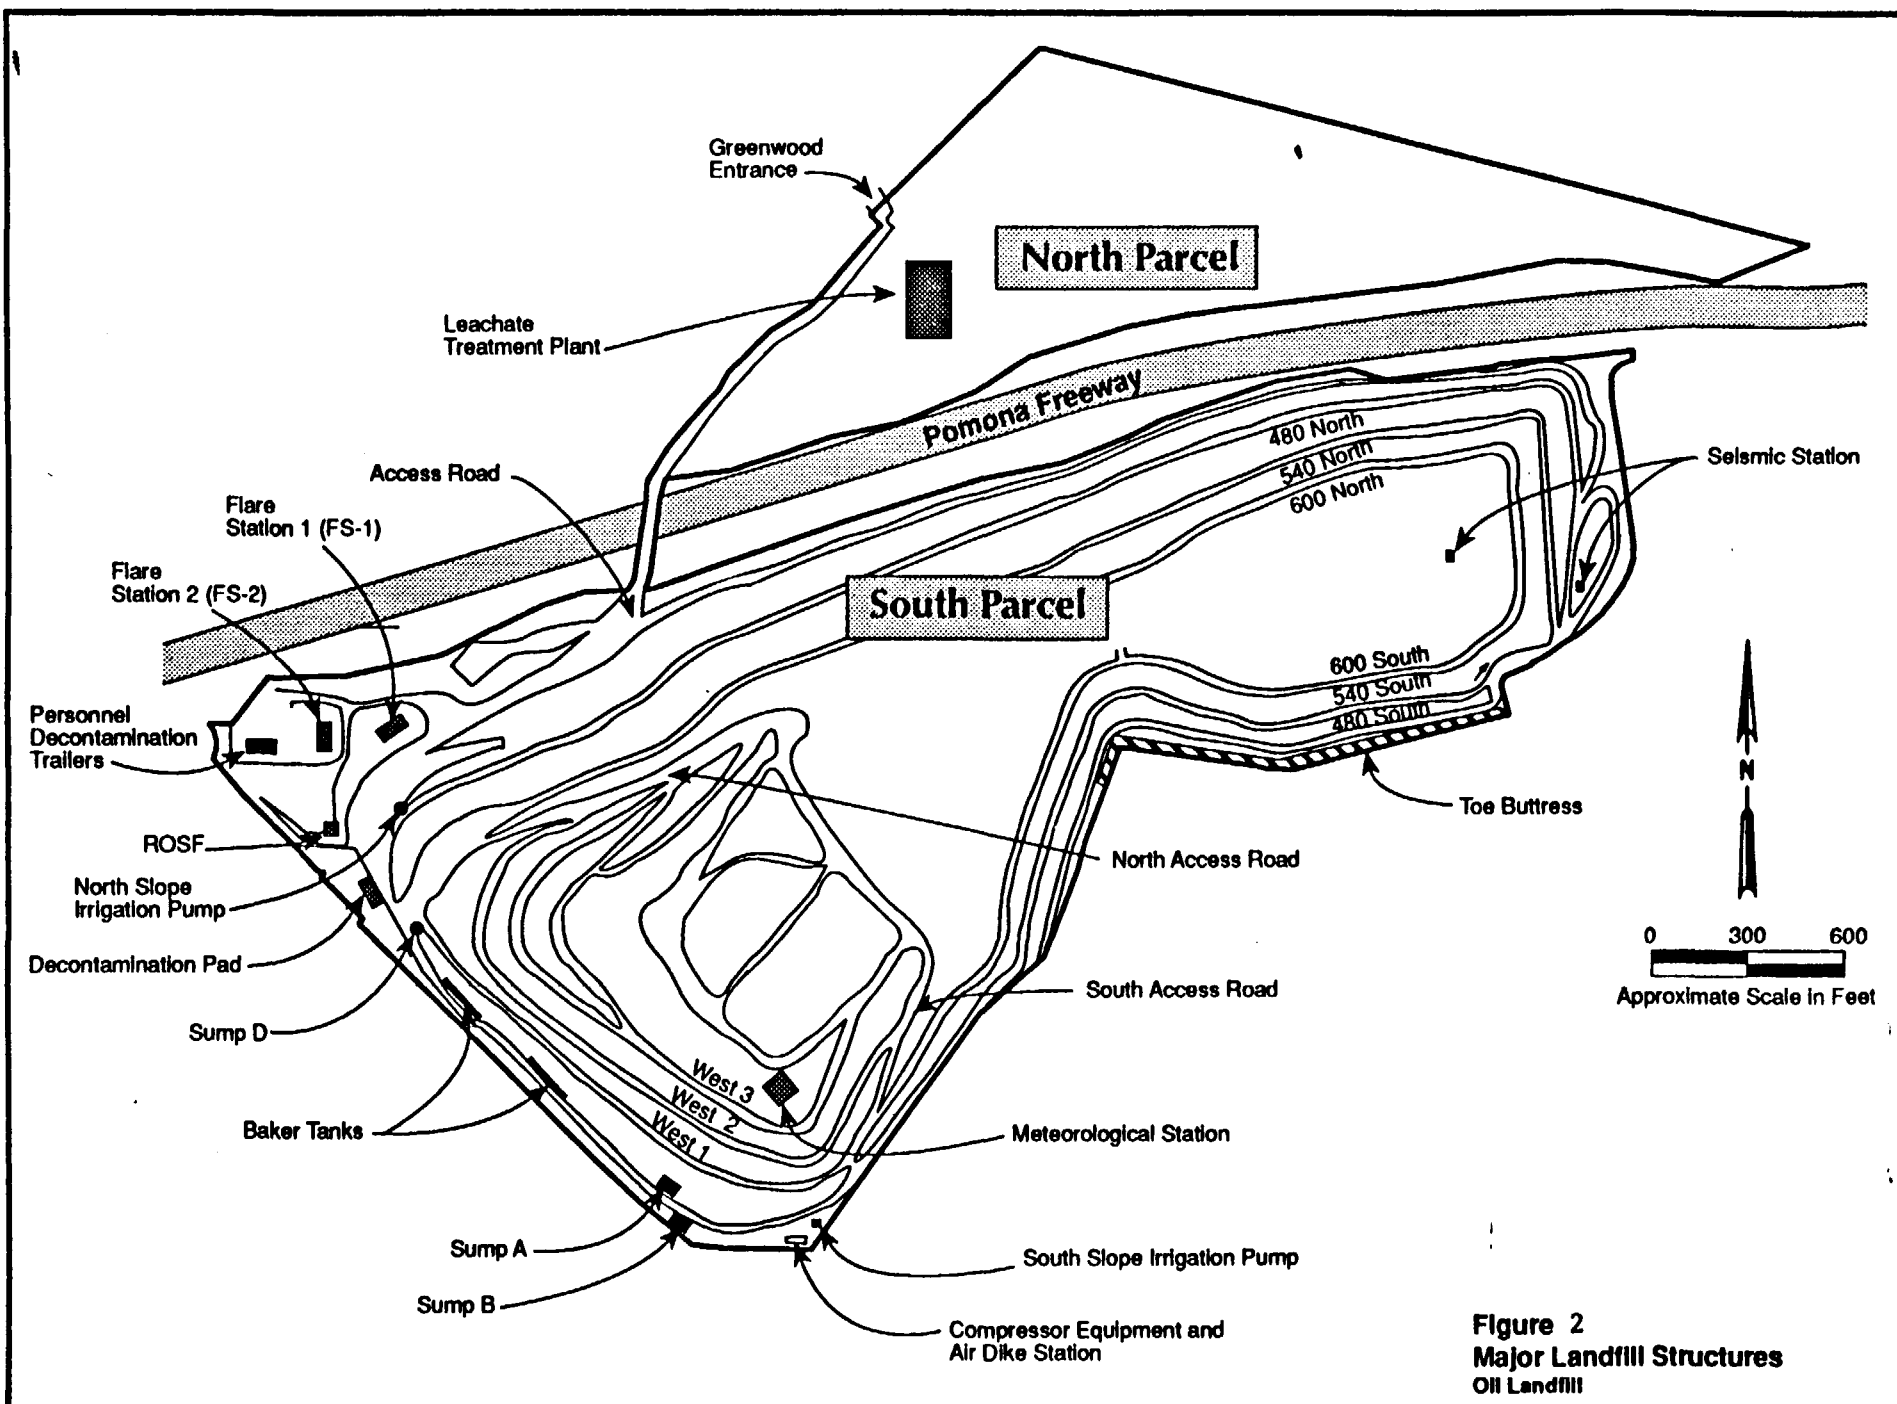 Greenwood
Entrance
North Parcel
Leachate
Treatment Plant
Pomona Freeway
480 North
540 North
600 North
Seismic Station
Access Road
Flare
Station 1 (FS-1)
Flare
Station 2 (FS-2)
South Parcel
600 South
540 South
480 South
Personnel
Decontamination
Trailers
N
Toe Buttress
ROSF
North Access Road
North Slope
Irrigation Pump
0 300 600
Approximate Scale in Feet
Decontamination Pad
South Access Road
Sump D
West 3
West 2
West 1
Baker Tanks
Meteorological Station
Sump A
South Slope Irrigation Pump
Sump B
Compressor Equipment and
Air Dike Station
Figure 2
Major Landfill Structures
OII Landfill